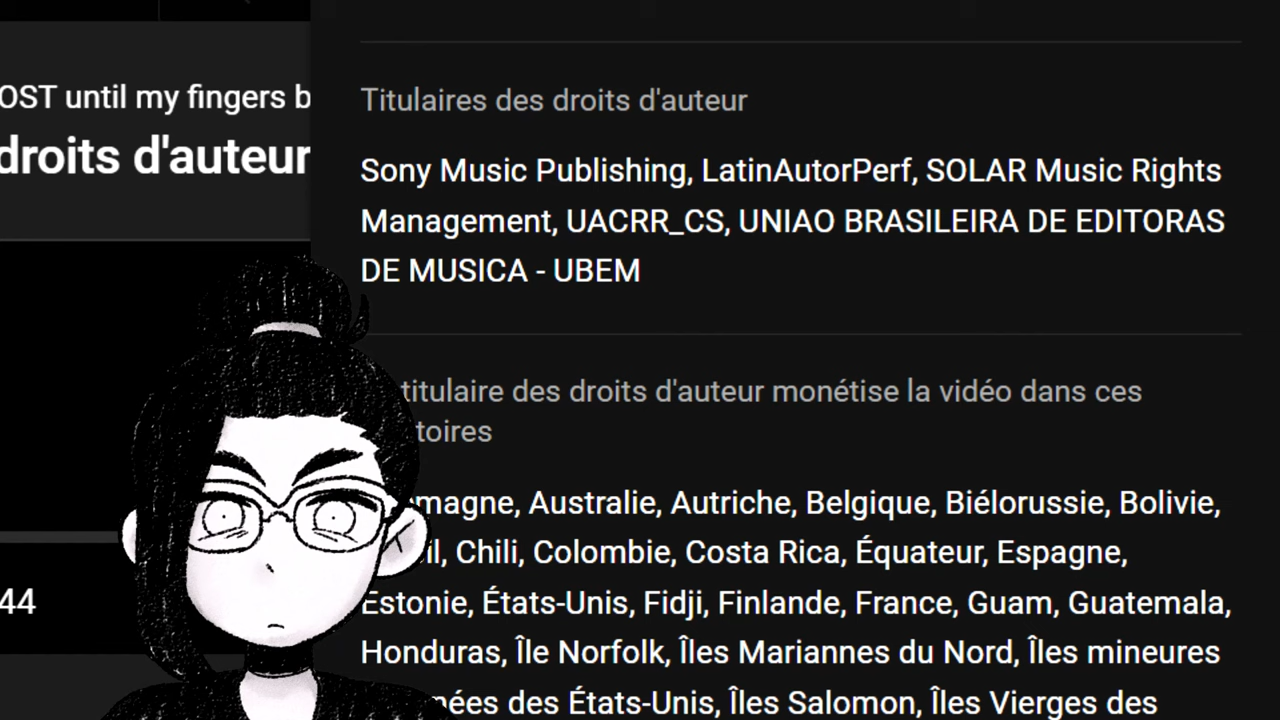 OST until my fingers b
droits d'auteur
44
Titulaires des droits d'auteur
Sony Music Publishing, LatinAutorPerf, SOLAR Music Rights
Management, UACRR_CS, UNIAO BRASILEIRA DE EDITORAS
DE MUSICA - UBEM
titulaire des droits d'auteur monétise la vidéo dans ces
toires
magne, Australie, Autriche, Belgique, Biélorussie, Bolivie,
il, Chili, Colombie, Costa Rica, Équateur, Espagne,
Estonie, États-Unis, Fidji, Finlande, France, Guam, Guatemala,
Honduras, Île Norfolk, Îles Mariannes du Nord, Îles mineures
nées des États-Unis, Îles Salomon, Îles Vierges des